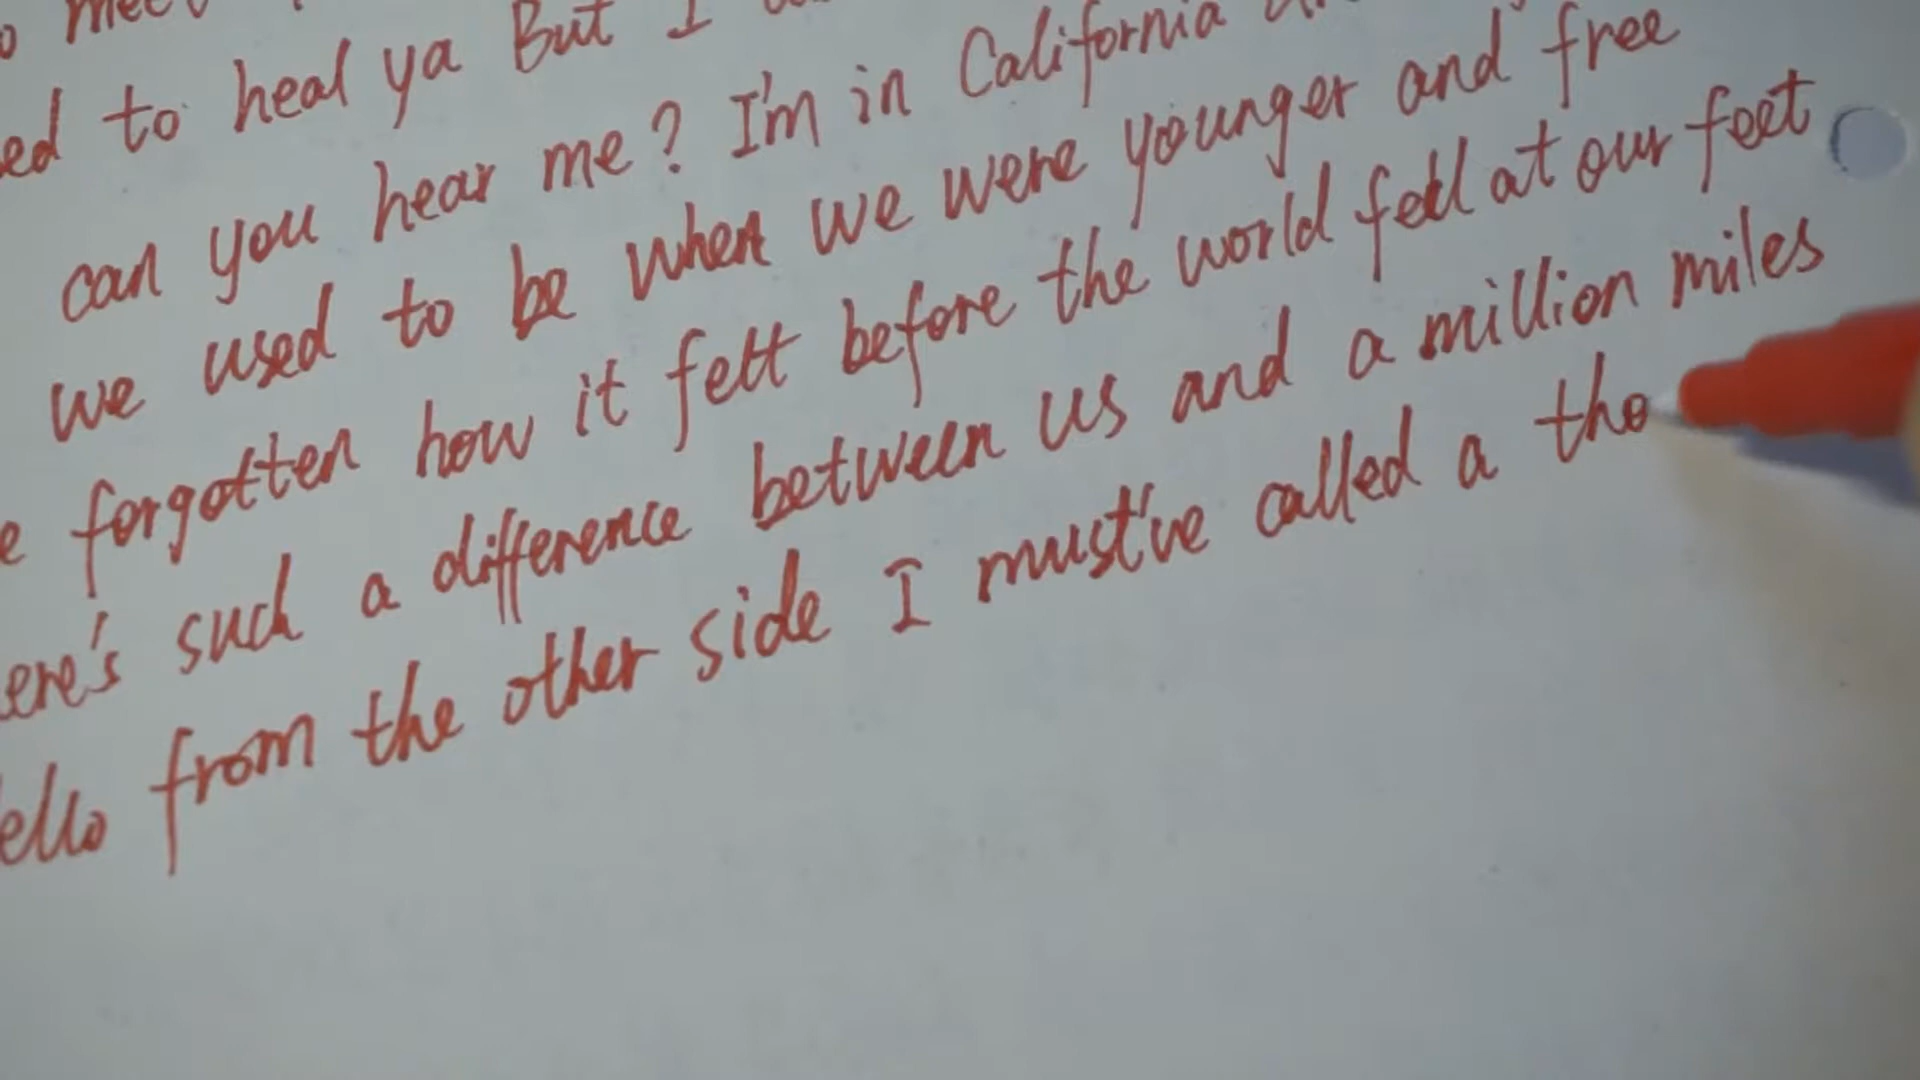 to heal ya But I
can you hear me? I'm in California
we used to be when we were younger and free
forgotten how it felt before the world fell at our feet
ere's such a difference between us and a million miles
ello from the other side I must've called a tho